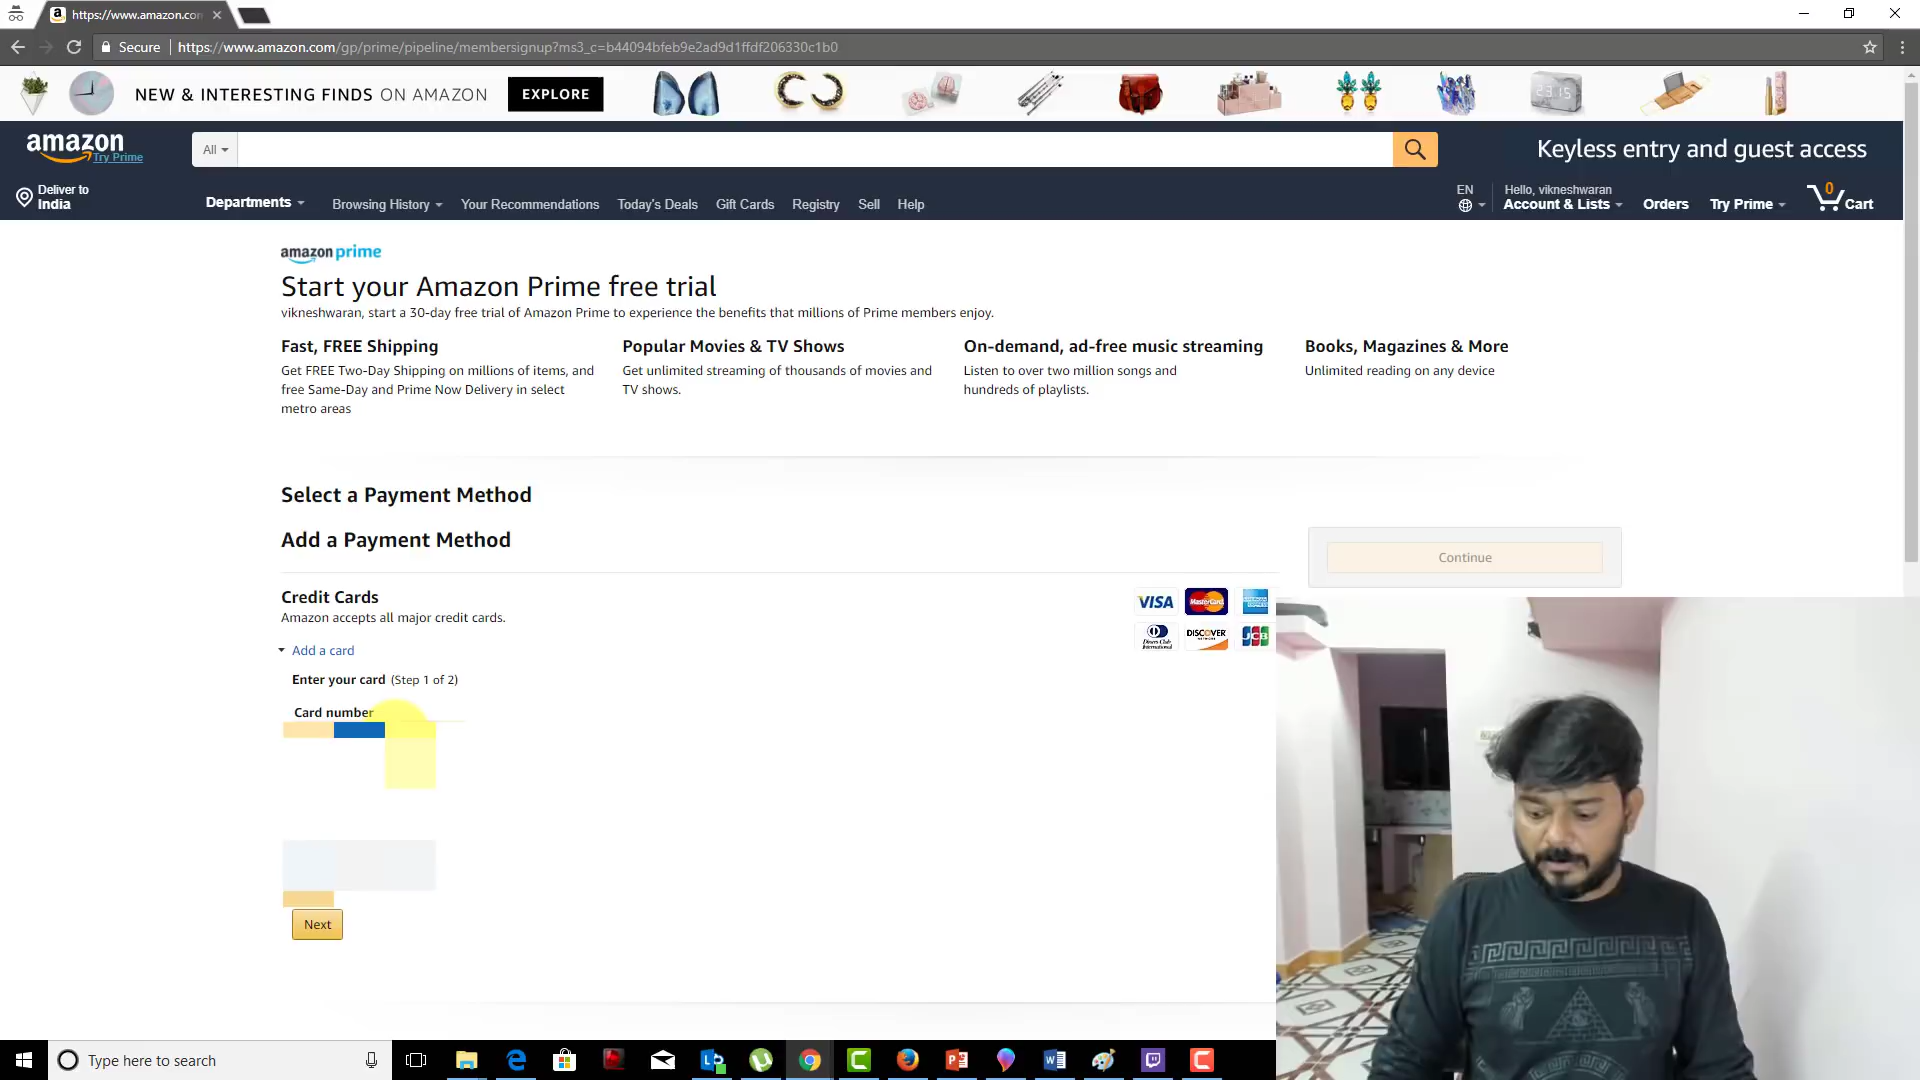 https://www.amazon.con
Secure
https://www.amazon.com/gp/prime/pipeline/membersignup?ms3_c=b44094bfeb9e2ad9d1ffdf206330c1b0
NEW & INTERESTING FINDS ON AMAZON
EXPLORE
23:15
amazon
Try Prime
All
Keyless entry and guest access
Deliver to
India
Departments
Browsing History
Your Recommendations
Today's Deals
Gift Cards
Registry
Sell
Help
EN
Hello, vikneshwaran
Account & Lists
Orders
Try Prime
0
Cart
amazon prime
Start your Amazon Prime free trial
vikneshwaran, start a 30-day free trial of Amazon Prime to experience the benefits that millions of Prime members enjoy.
Fast, FREE Shipping
Get FREE Two-Day Shipping on millions of items, and
free Same-Day and Prime Now Delivery in select
metro areas
Popular Movies & TV Shows
Get unlimited streaming of thousands of movies and
TV shows.
On-demand, ad-free music streaming
Listen to over two million songs and
hundreds of playlists.
Books, Magazines & More
Unlimited reading on any device
Select a Payment Method
Add a Payment Method
Continue
Credit Cards
Amazon accepts all major credit cards.
VISA
MasterCard
Diners Club
International
DISCOVER
NETWORK
JCB
Add a card
Enter your card (Step 1 of 2)
Card number
Next
Type here to search